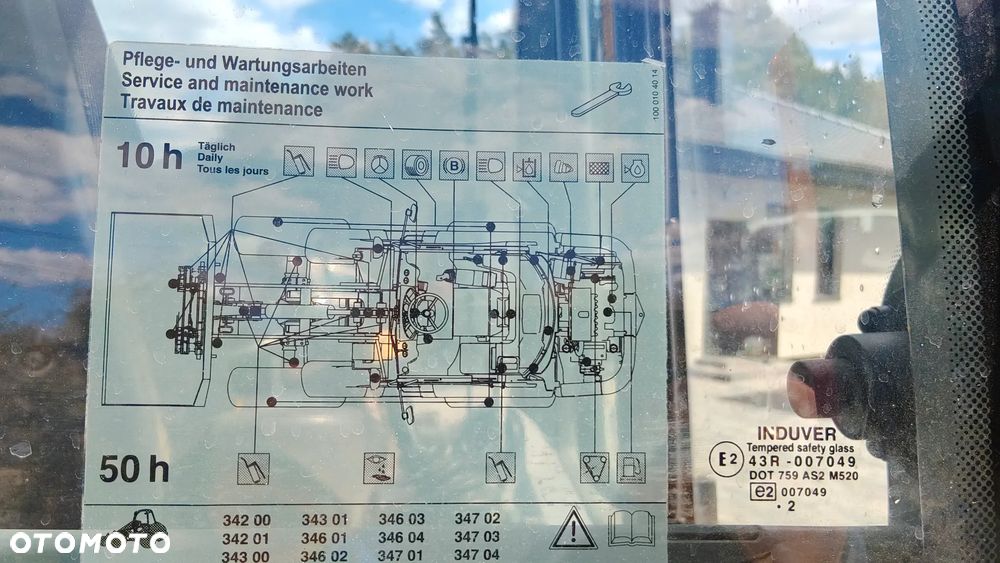 Pflege- und Wartungsarbeiten
Service and maintenance work
Travaux de maintenance
100 010 40 14
10 h
Täglich
Daily
Tous les jours
B
50 h
342 00 343 01 346 03 347 02
342 01 346 01 346 04 347 03
343 00 346 02 347 01 347 04
INDUVER
Tempered safety glass
E2 43R -007049
DOT 759 AS2 M520
e2 007049
. 2
OTOMOTO